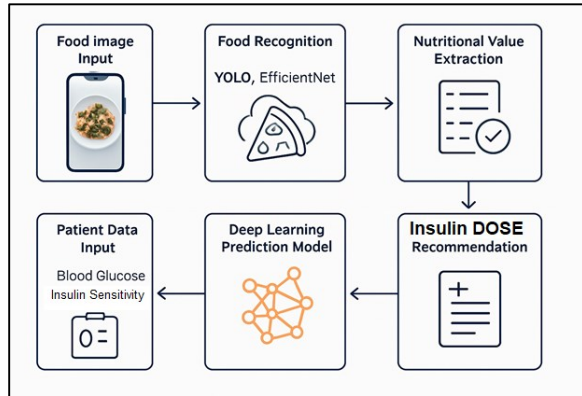 Food image
Input
Food Recognition
YOLO, EfficientNet
Nutritional Value
Extraction
Patient Data
Input
Blood Glucose
Insulin Sensitivity
Deep Learning
Prediction Model
Insulin DOSE
Recommendation